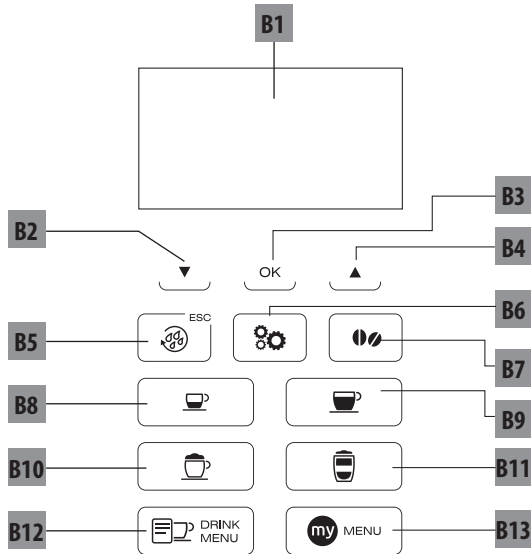 B1
B3
B2
B4
▼ OK ▲
B6
ESC
B5
B7
B8
B9
B10
B11
B12
DRINK
MENU
my MENU
B13